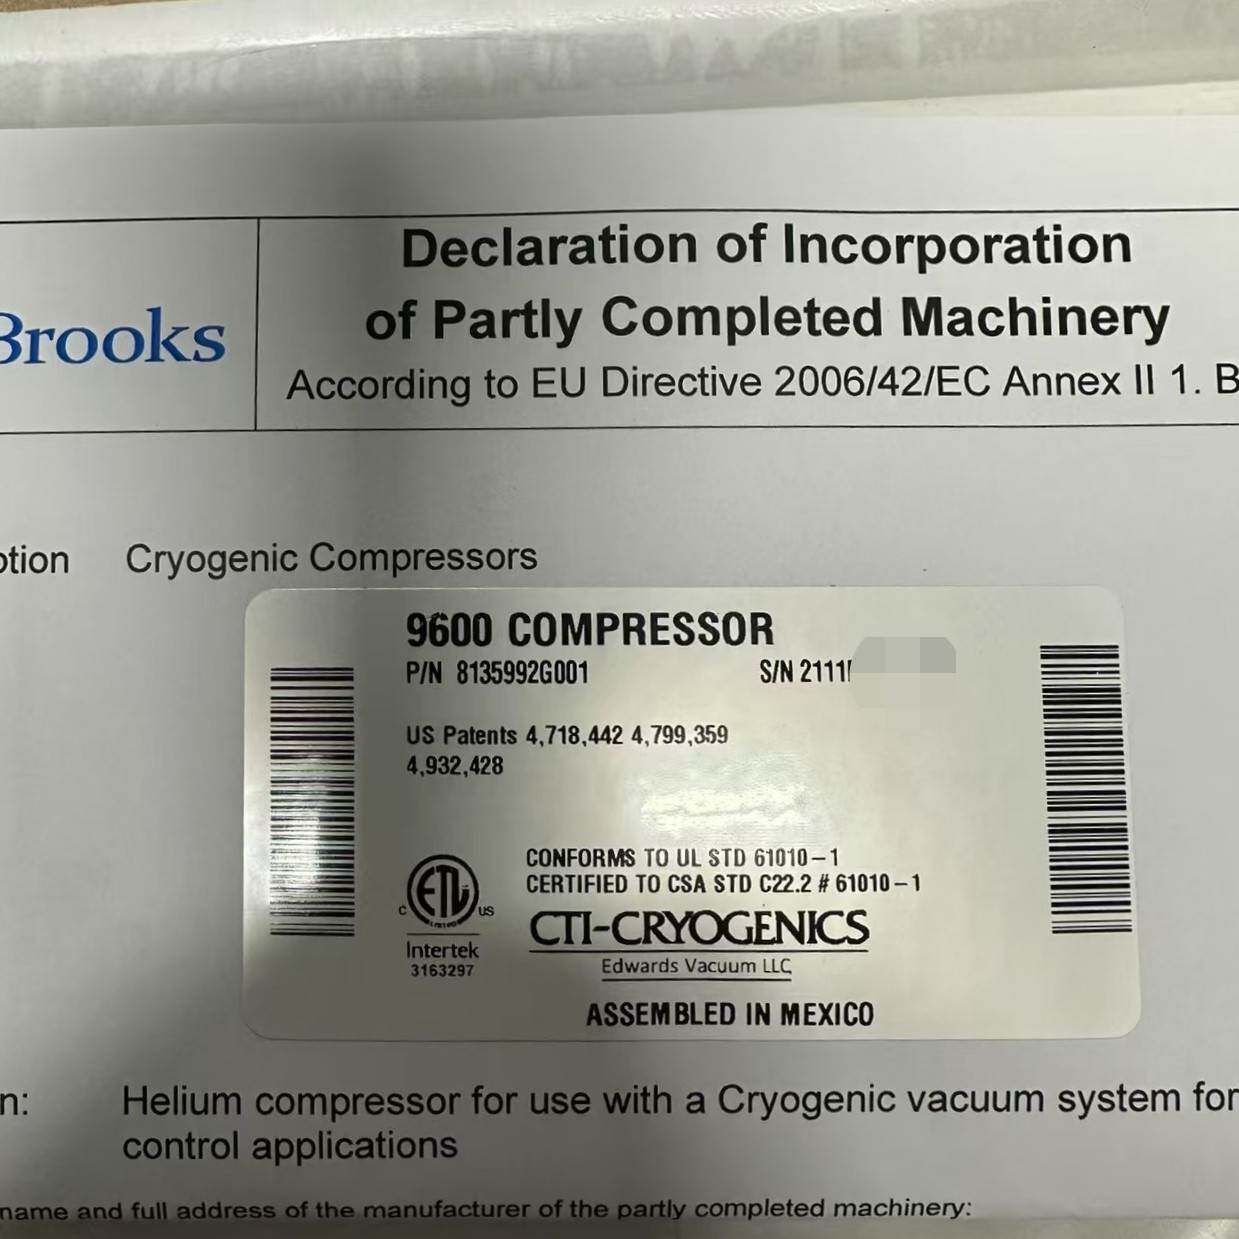 Brooks
Declaration of Incorporation
of Partly Completed Machinery
According to EU Directive 2006/42/EC Annex II 1. B
Cryogenic Compressors
9600 COMPRESSOR
P/N 8135992G001
S/N 2111
US Patents 4,718,442 4,799,359
4,932,428
CONFORMS TO UL STD 61010-1
CERTIFIED TO CSA STD C22.2 # 61010-1
ETL
C US
LISTED
Intertek
3163297
CTI-CRYOGENICS
Edwards Vacuum LLC
ASSEMBLED IN MEXICO
n:
Helium compressor for use with a Cryogenic vacuum system for
control applications
name and full address of the manufacturer of the partly completed machinery: